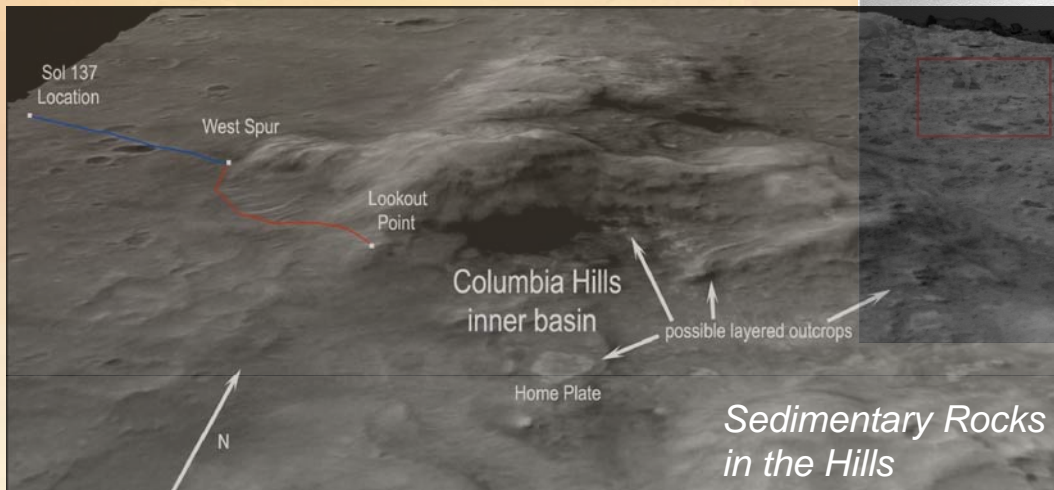 Sol 137
Location
West Spur
Lookout
Point
Columbia Hills
inner basin
possible layered outcrops
Home Plate
N
Sedimentary Rocks
in the Hills